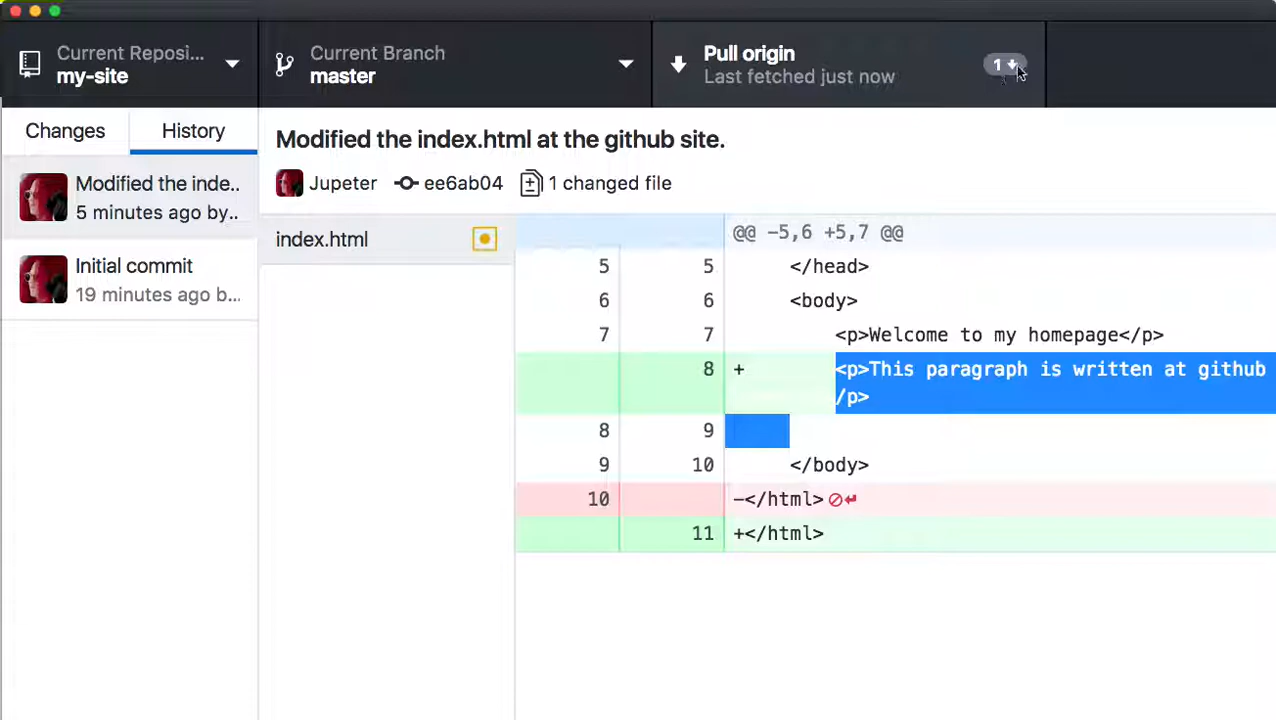 Current Reposi...
my-site
Current Branch
master
Pull origin
Last fetched just now
1
Changes
History
Modified the inde..
5 minutes ago by..
Initial commit
19 minutes ago b...
Modified the index.html at the github site.
Jupeter
ee6ab04
1 changed file
index.html
@@ -5,6 +5,7 @@
5 5 </head>
6 6 <body>
7 7 <p>Welcome to my homepage</p>
8 + <p>This paragraph is written at github
/p>
8 9
9 10 </body>
10 -</html>
11 +</html>